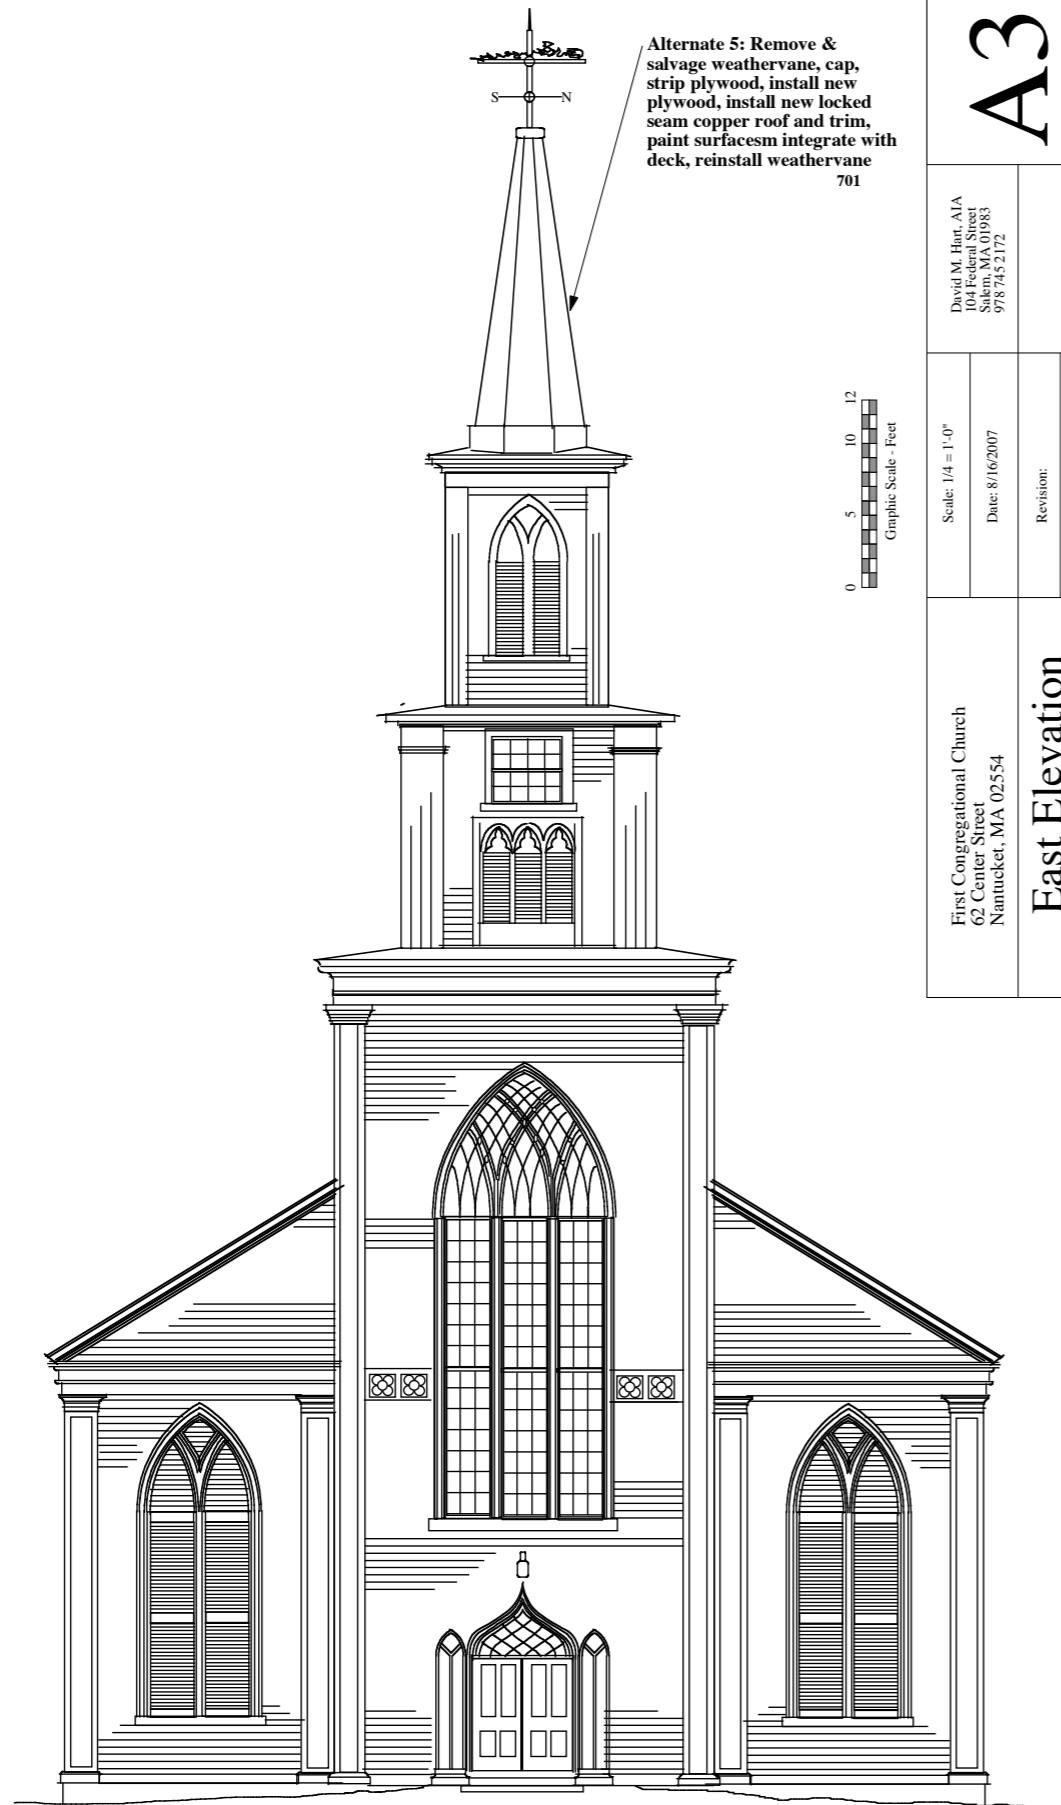 Alternate 5: Remove &
salvage weathervane, cap,
strip plywood, install new
plywood, install new locked
seam copper roof and trim,
paint surfacesm integrate with
deck, reinstall weathervane
701
S N
0 5 10 12
Graphic Scale - Feet
A3
David M. Hart, AIA
104 Federal Street
Salem, MA 01983
978 745 2172
Scale: 1/4 = 1'-0"
Date: 8/16/2007
Revision:
First Congregational Church
62 Center Street
Nantucket, MA 02554
East Elevation